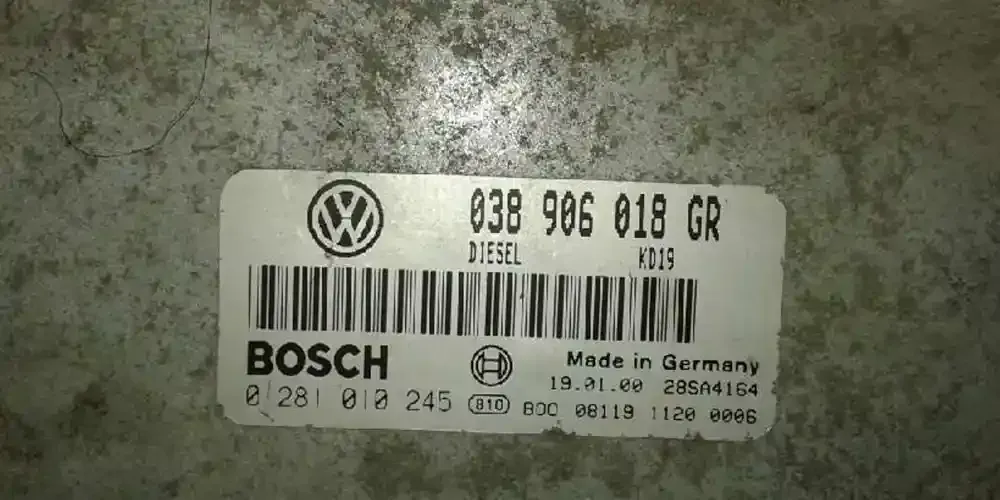 038 906 018 GR
DIESEL KD19
BOSCH
Made in Germany
19.01.00 28SA4164
0 281 010 245 810 BOC 08119 1120 0006